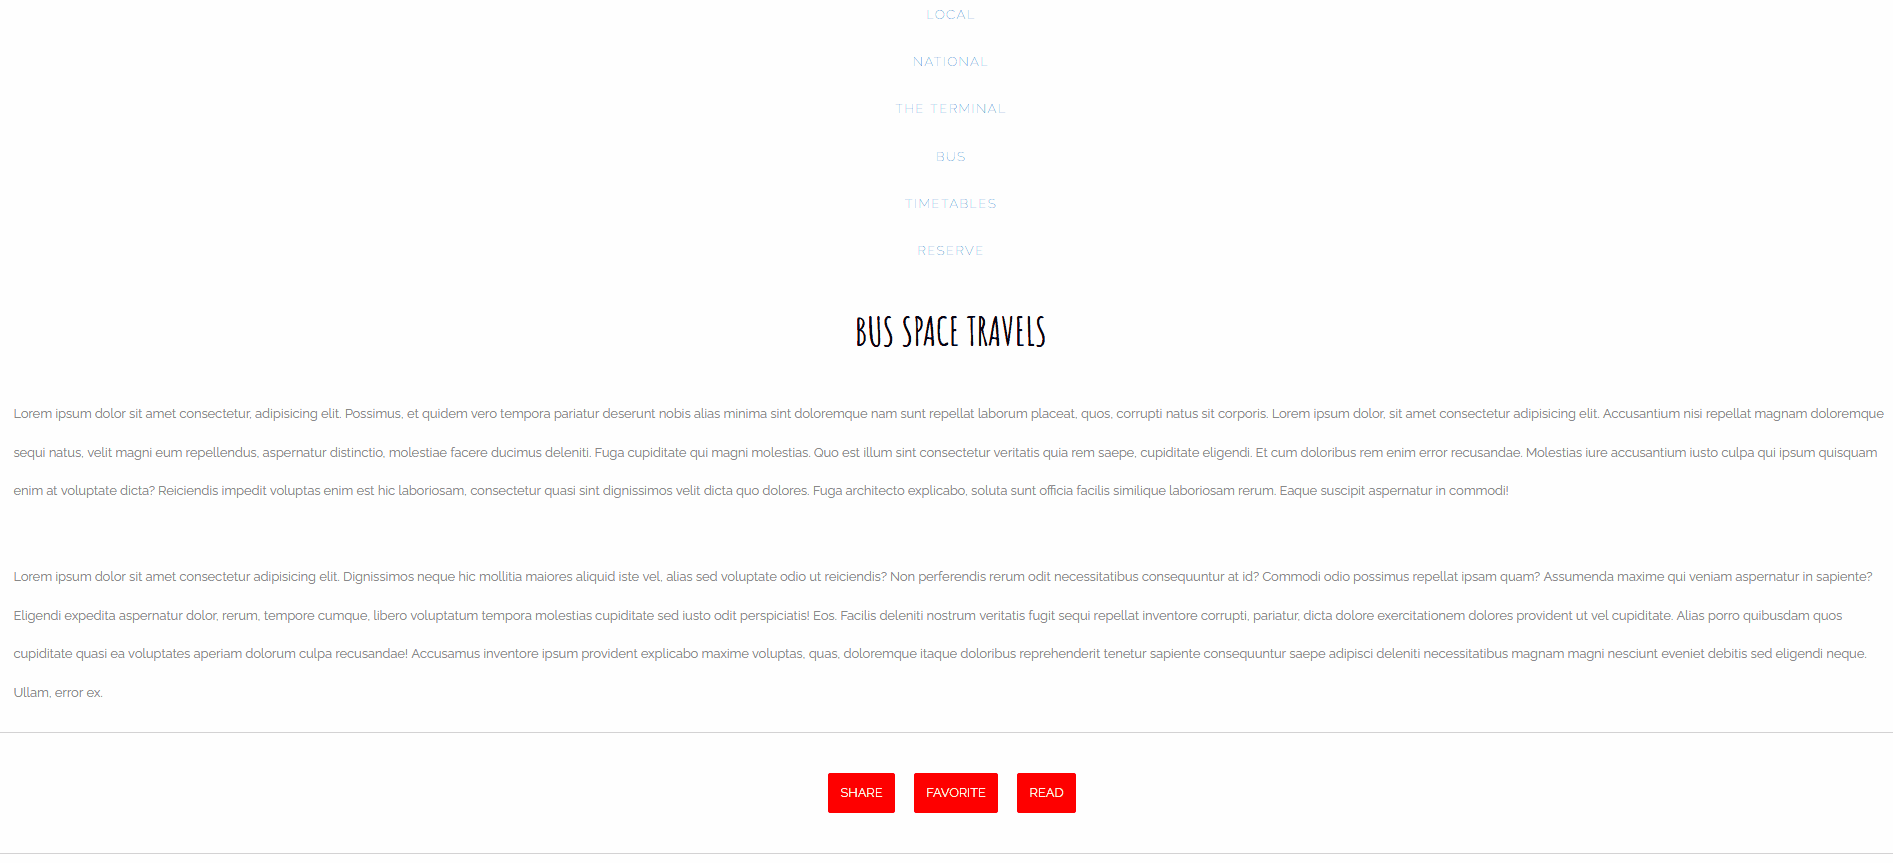 LOCAL
NATIONAL
THE TERMINAL
BUS
TIMETABLES
RESERVE
BUS SPACE TRAVELS
Lorem ipsum dolor sit amet consectetur, adipisicing elit. Possimus, et quidem vero tempora pariatur deserunt nobis alias minima sint doloremque nam sunt repellat laborum placeat, quos, corrupti natus sit corporis. Lorem ipsum dolor, sit amet consectetur adipisicing elit. Accusantium nisi repellat magnam doloremque
sequi natus, velit magni eum repellendus, aspernatur distinctio, molestiae facere ducimus deleniti. Fuga cupiditate qui magni molestias. Quo est illum sint consectetur veritatis quia rem saepe, cupiditate eligendi. Et cum doloribus rem enim error recusandae. Molestias iure accusantium iusto culpa qui ipsum quisquam
enim at voluptate dicta? Reiciendis impedit voluptas enim est hic laboriosam, consectetur quasi sint dignissimos velit dicta quo dolores. Fuga architecto explicabo, soluta sunt officia facilis similique laboriosam rerum. Eaque suscipit aspernatur in commodi!
Lorem ipsum dolor sit amet consectetur adipisicing elit. Dignissimos neque hic mollitia maiores aliquid iste vel, alias sed voluptate odio ut reiciendis? Non perferendis rerum odit necessitatibus consequuntur at id? Commodi odio possimus repellat ipsam quam? Assumenda maxime qui veniam aspernatur in sapiente?
Eligendi expedita aspernatur dolor, rerum, tempore cumque, libero voluptatum tempora molestias cupiditate sed iusto odit perspiciatis! Eos. Facilis deleniti nostrum veritatis fugit sequi repellat inventore corrupti, pariatur, dicta dolore exercitationem dolores provident ut vel cupiditate. Alias porro quibusdam quos
cupiditate quasi ea voluptates aperiam dolorum culpa recusandae! Accusamus inventore ipsum provident explicabo maxime voluptas, quas, doloremque itaque doloribus reprehenderit tenetur sapiente consequuntur saepe adipisci deleniti necessitatibus magnam magni nesciunt eveniet debitis sed eligendi neque.
Ullam, error ex.
SHARE FAVORITE READ